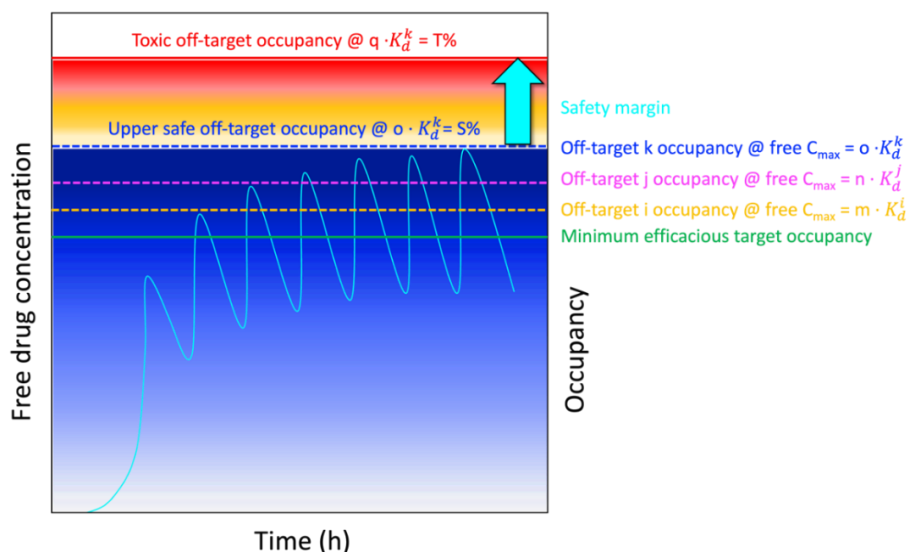 Toxic off-target occupancy @ q · K_d^k = T%
Safety margin
Upper safe off-target occupancy @ o · K_d^k = S%
Off-target k occupancy @ free C_max = o · K_d^k
Off-target j occupancy @ free C_max = n · K_d^j
Off-target i occupancy @ free C_max = m · K_d^i
Minimum efficacious target occupancy
Free drug concentration
Occupancy
Time (h)